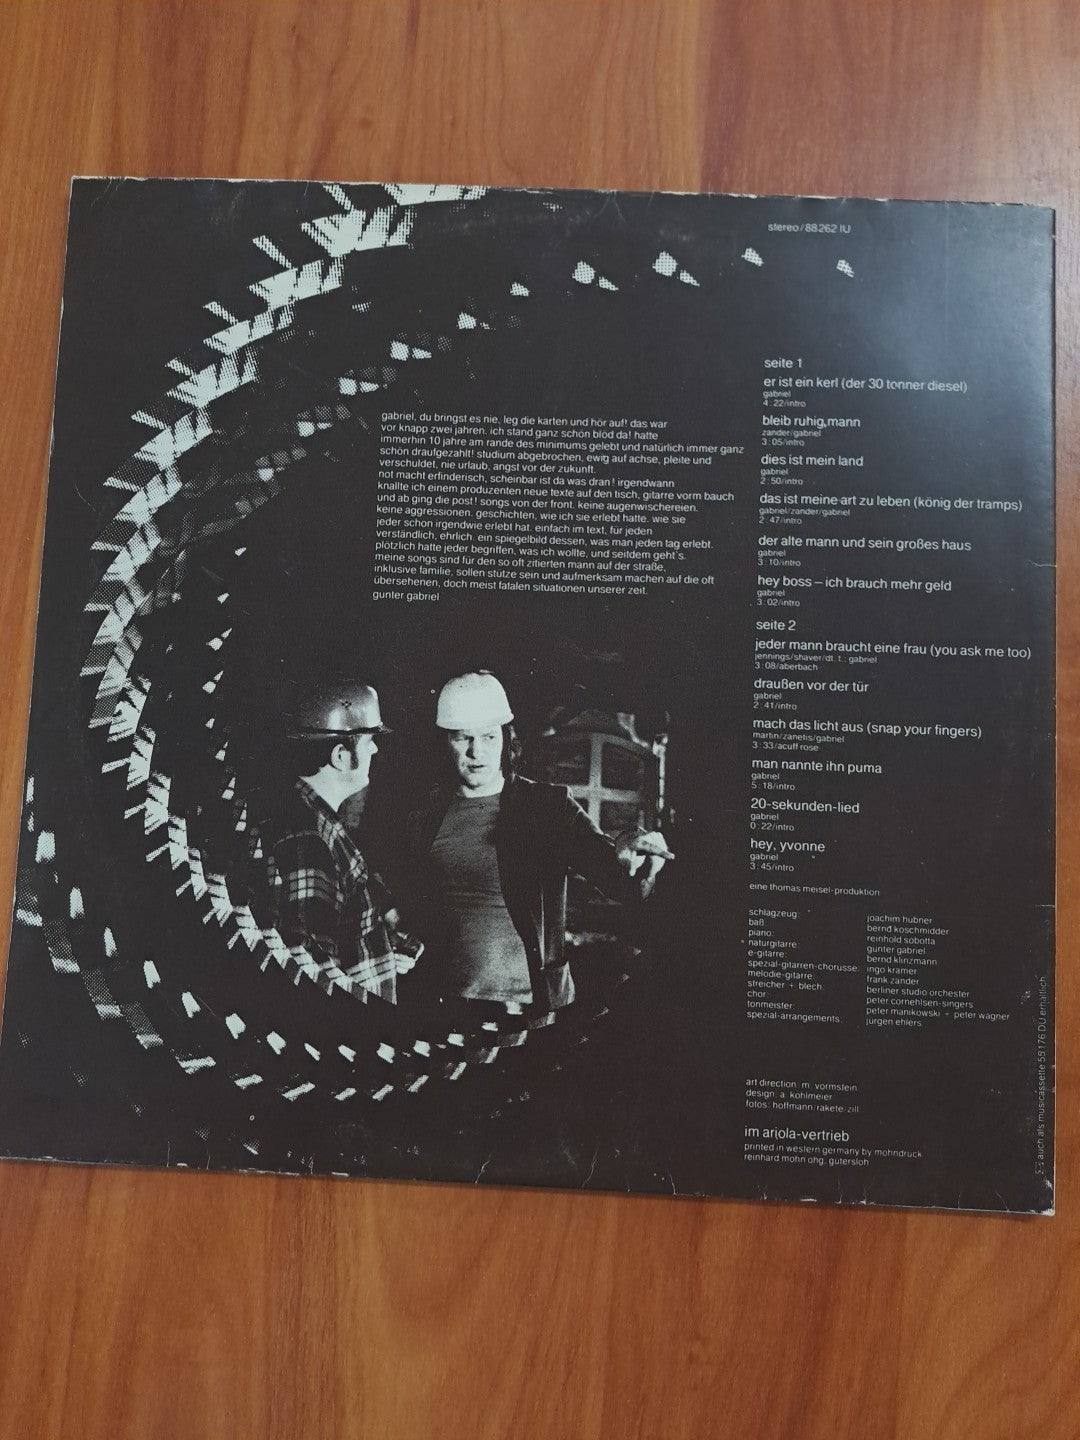 stereo/88262 IU
gabriel, du bringst es nie, leg die karten und hör auf! das war
vor knapp zwei jahren. ich stand ganz schön blöd da! hatte
immerhin 10 jahre am rande des minimums gelebt und natürlich immer ganz
schön draufgezahlt! studium abgebrochen, ewig auf achse, pleite und
verschuldet, nie urlaub, angst vor der zukunft.
not macht erfinderisch, scheinbar ist da was dran! irgendwann
knallte ich einem produzenten neue texte auf den tisch, gitarre vorm bauch
und ab ging die post! songs von der front. keine augenwischereien.
keine aggressionen. geschichten, wie ich sie erlebt hatte. wie sie
jeder schon irgendwie erlebt hat. einfach im text, für jeden
verständlich, ehrlich. ein spiegelbild dessen, was man jeden tag erlebt.
plötzlich hatte jeder begriffen, was ich wollte, und seitdem geht's.
meine songs sind für den so oft zitierten mann auf der straße,
inklusive familie, sollen stütze sein und aufmerksam machen auf die oft
übersehenen, doch meist fatalen situationen unserer zeit.
gunter gabriel
seite 1
er ist ein kerl (der 30 tonner diesel)
gabriel
4:22/intro
bleib ruhig, mann
zander/gabriel
3:05/intro
dies ist mein land
gabriel
2:50/intro
das ist meine art zu leben (könig der tramps)
gabriel/zander/gabriel
2:47/intro
der alte mann und sein großes haus
gabriel
3:10/intro
hey boss – ich brauch mehr geld
gabriel
3:02/intro
seite 2
jeder mann braucht eine frau (you ask me too)
jennings/shaver/dt. t.: gabriel
3:08/aberbach
draußen vor der tür
gabriel
2:41/intro
mach das licht aus (snap your fingers)
martin/zanetis/gabriel
3:33/acuff rose
man nannte ihn puma
gabriel
5:18/intro
20-sekunden-lied
gabriel
0:22/intro
hey, yvonne
gabriel
3:45/intro
eine thomas meisel-produktion
schlagzeug: joachim hübner
baß: bernd koschmidder
piano: reinhold sobotta
naturgitarre: gunter gabriel
e-gitarre: bernd klinzmann
spezial-gitarren-chorusse: ingo kramer
melodie-gitarre: frank zander
streicher + blech: berliner studio orchester
chor: peter cornehlsen-singers
tonmeister: peter manikowski + peter wagner
spezial-arrangements: jürgen ehlers
art direction: m. vormstein
design: a. kohlmeier
fotos: hoffmann/rakete/zill
im ariola-vertrieb
printed in western germany by mohndruck
reinhard mohn ohg, gütersloh
auch als musicassette 58176 DU erhältlich